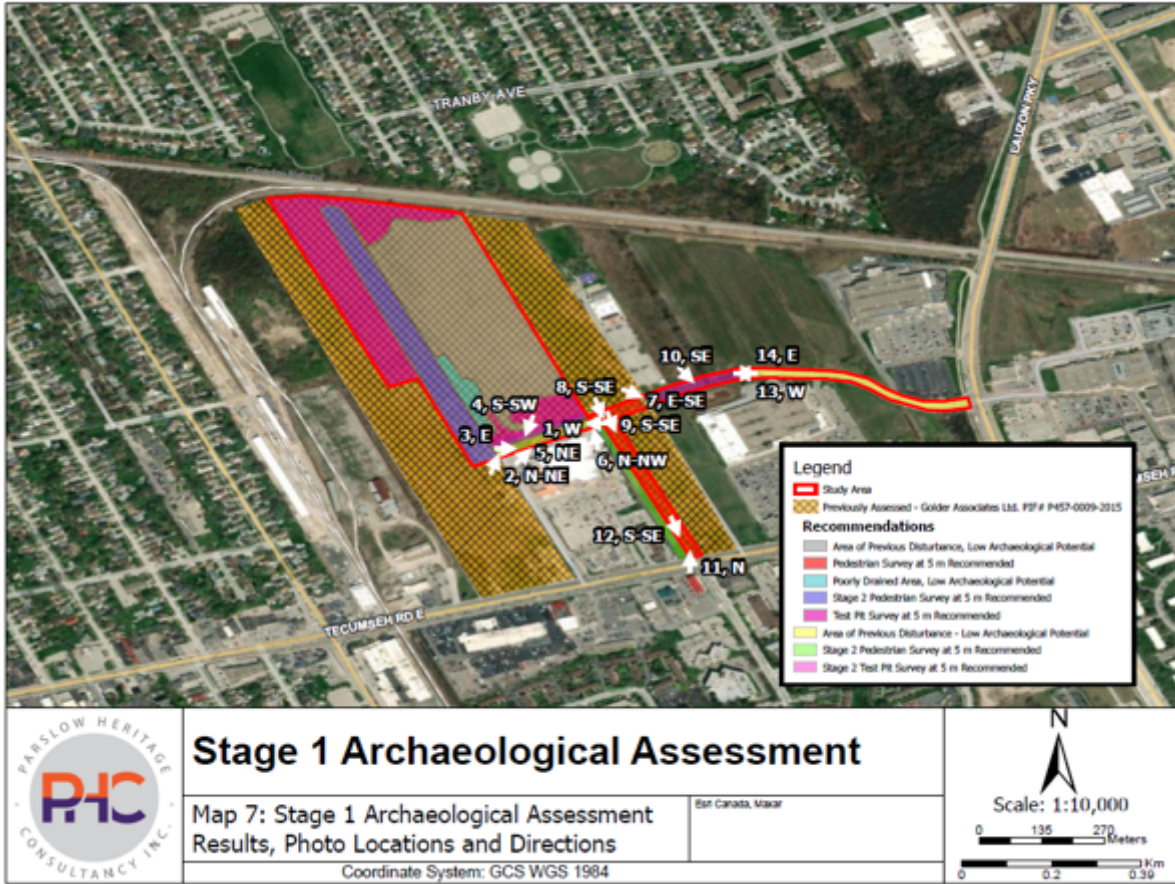 TRANBY AVE
LAUZON PKY
10, SE
14, E
8, S-SE
13, W
4, S-SW
7, E-SE
1, W
9, S-SE
3, E
5, NE
6, N-NW
2, N-NE
12, S-SE
11, N
TECUMSEH RD E
Legend
Study Area
Previously Assessed - Golder Associates Ltd. PIF# P457-0009-2015
Recommendations
Area of Previous Disturbance, Low Archaeological Potential
Pedestrian Survey at 5 m Recommended
Poorly Drained Area, Low Archaeological Potential
Stage 2 Pedestrian Survey at 5 m Recommended
Test Pit Survey at 5 m Recommended
Area of Previous Disturbance - Low Archaeological Potential
Stage 2 Pedestrian Survey at 5 m Recommended
Stage 2 Test Pit Survey at 5 m Recommended
PARSLOW HERITAGE
PHC
CONSULTANCY INC.
Stage 1 Archaeological Assessment
Map 7: Stage 1 Archaeological Assessment
Results, Photo Locations and Directions
Esri Canada, Maxar
Coordinate System: GCS WGS 1984
N
Scale: 1:10,000
0 135 270
Meters
Km
0 0.2 0.39